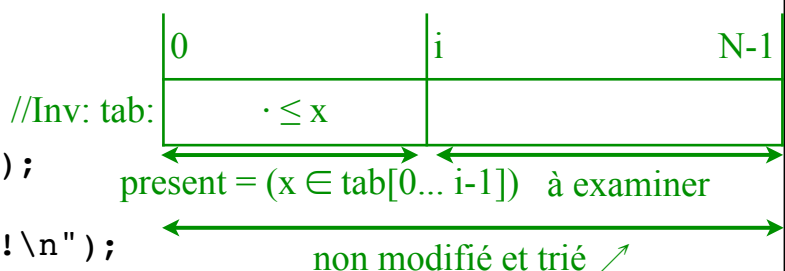 0 i N-1
//Inv: tab: · ≤ x
);
present = (x ∈ tab[0... i-1]) à examiner
!\n");
non modifié et trié ↗